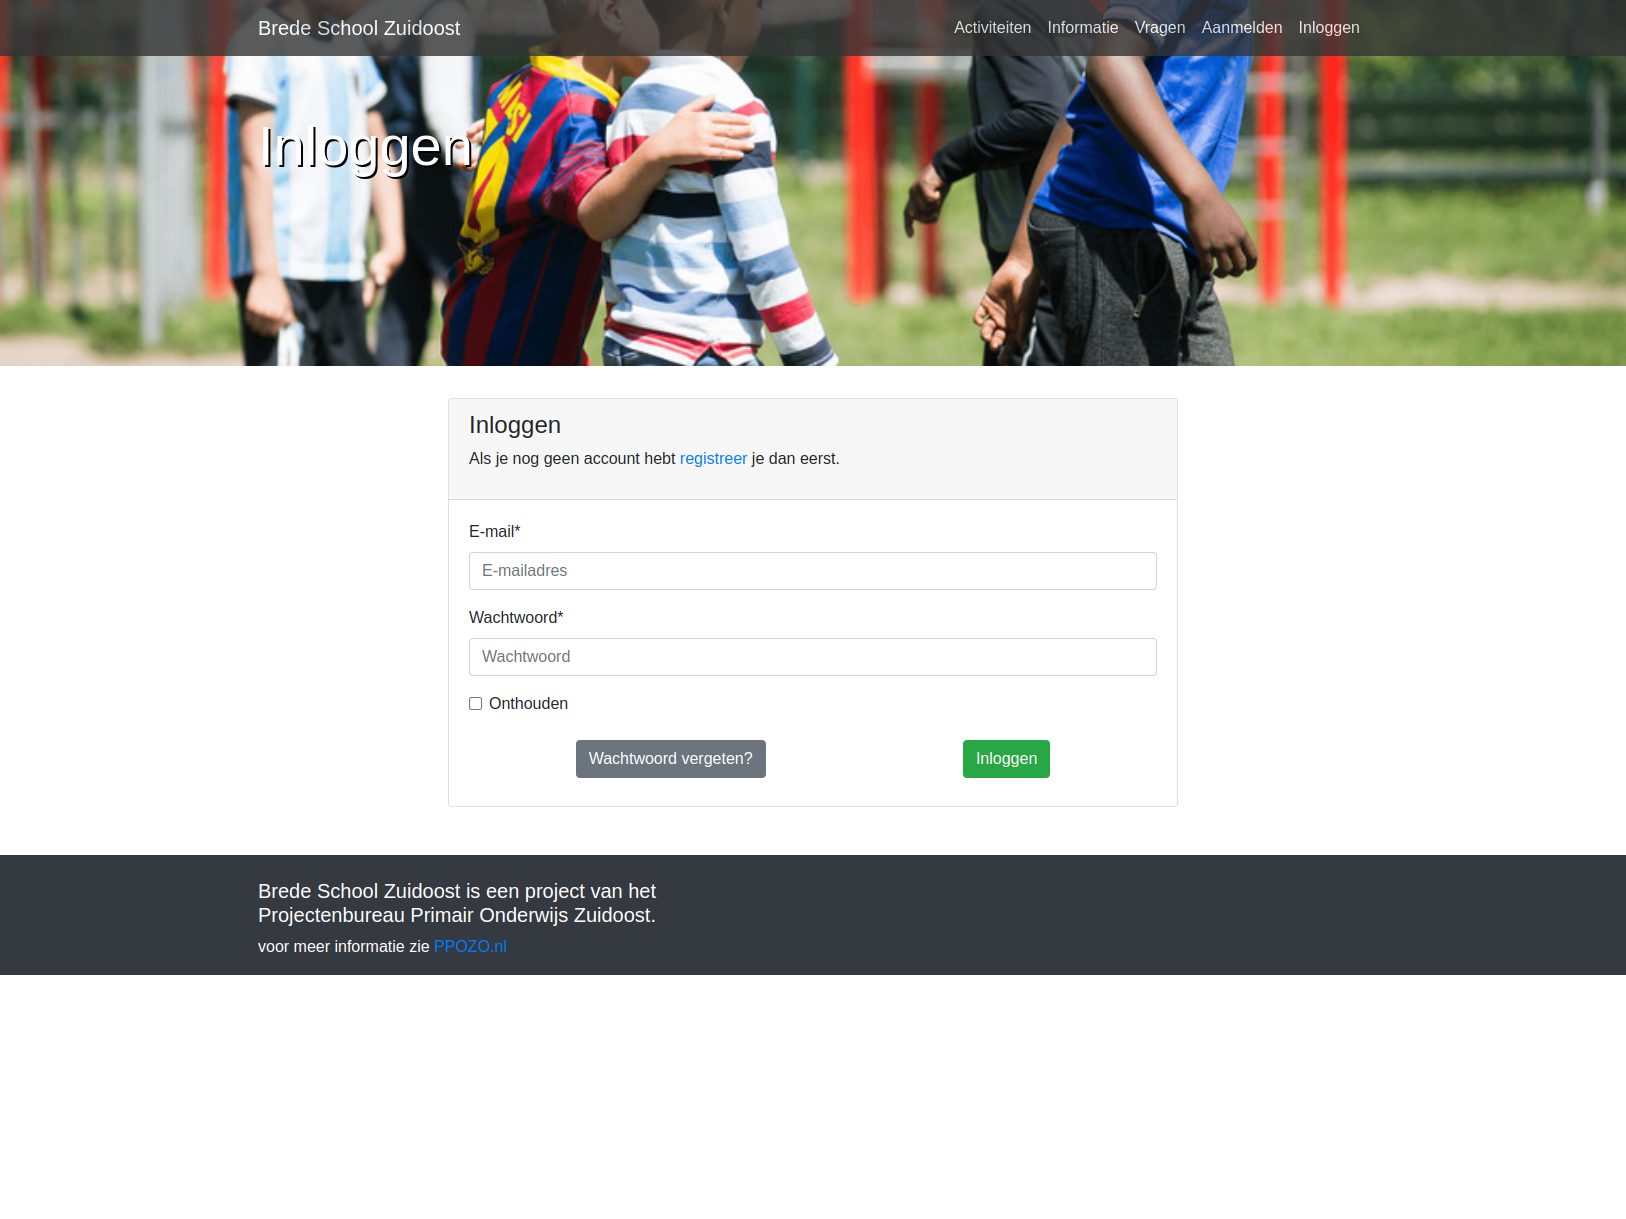 Brede School Zuidoost
Activiteiten Informatie Vragen Aanmelden Inloggen
MESSI
Inloggen
Inloggen
Als je nog geen account hebt registreer je dan eerst.
E-mail*
E-mailadres
Wachtwoord*
Wachtwoord
Onthouden
Wachtwoord vergeten?
Inloggen
Brede School Zuidoost is een project van het
Projectenbureau Primair Onderwijs Zuidoost.
voor meer informatie zie PPOZO.nl